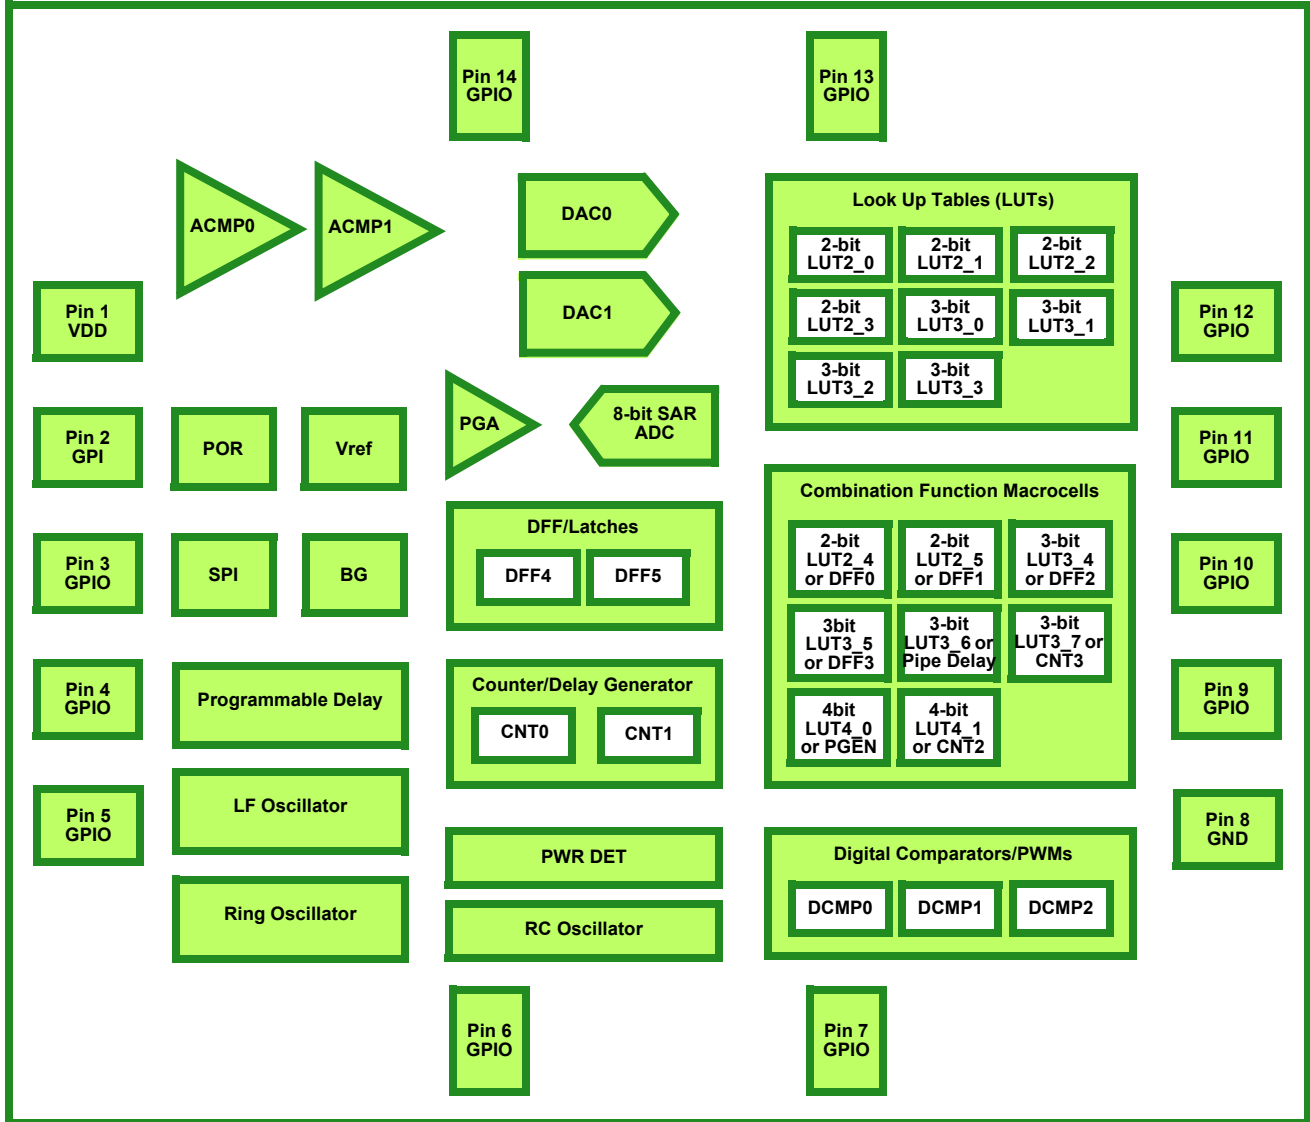 Pin 14
GPIO
Pin 13
GPIO
ACMP0
ACMP1
DAC0
DAC1
Look Up Tables (LUTs)
2-bit
LUT2_0
2-bit
LUT2_1
2-bit
LUT2_2
2-bit
LUT2_3
3-bit
LUT3_0
3-bit
LUT3_1
3-bit
LUT3_2
3-bit
LUT3_3
Pin 1
VDD
Pin 12
GPIO
PGA
8-bit SAR
ADC
Pin 2
GPI
POR
Vref
Pin 11
GPIO
DFF/Latches
DFF4
DFF5
Combination Function Macrocells
2-bit
LUT2_4
or DFF0
2-bit
LUT2_5
or DFF1
3-bit
LUT3_4
or DFF2
3bit
LUT3_5
or DFF3
3-bit
LUT3_6 or
Pipe Delay
3-bit
LUT3_7 or
CNT3
4bit
LUT4_0
or PGEN
4-bit
LUT4_1
or CNT2
Pin 3
GPIO
SPI
BG
Pin 10
GPIO
Pin 4
GPIO
Programmable Delay
Counter/Delay Generator
CNT0
CNT1
Pin 9
GPIO
Pin 5
GPIO
LF Oscillator
PWR DET
Digital Comparators/PWMs
DCMP0
DCMP1
DCMP2
Pin 8
GND
Ring Oscillator
RC Oscillator
Pin 6
GPIO
Pin 7
GPIO